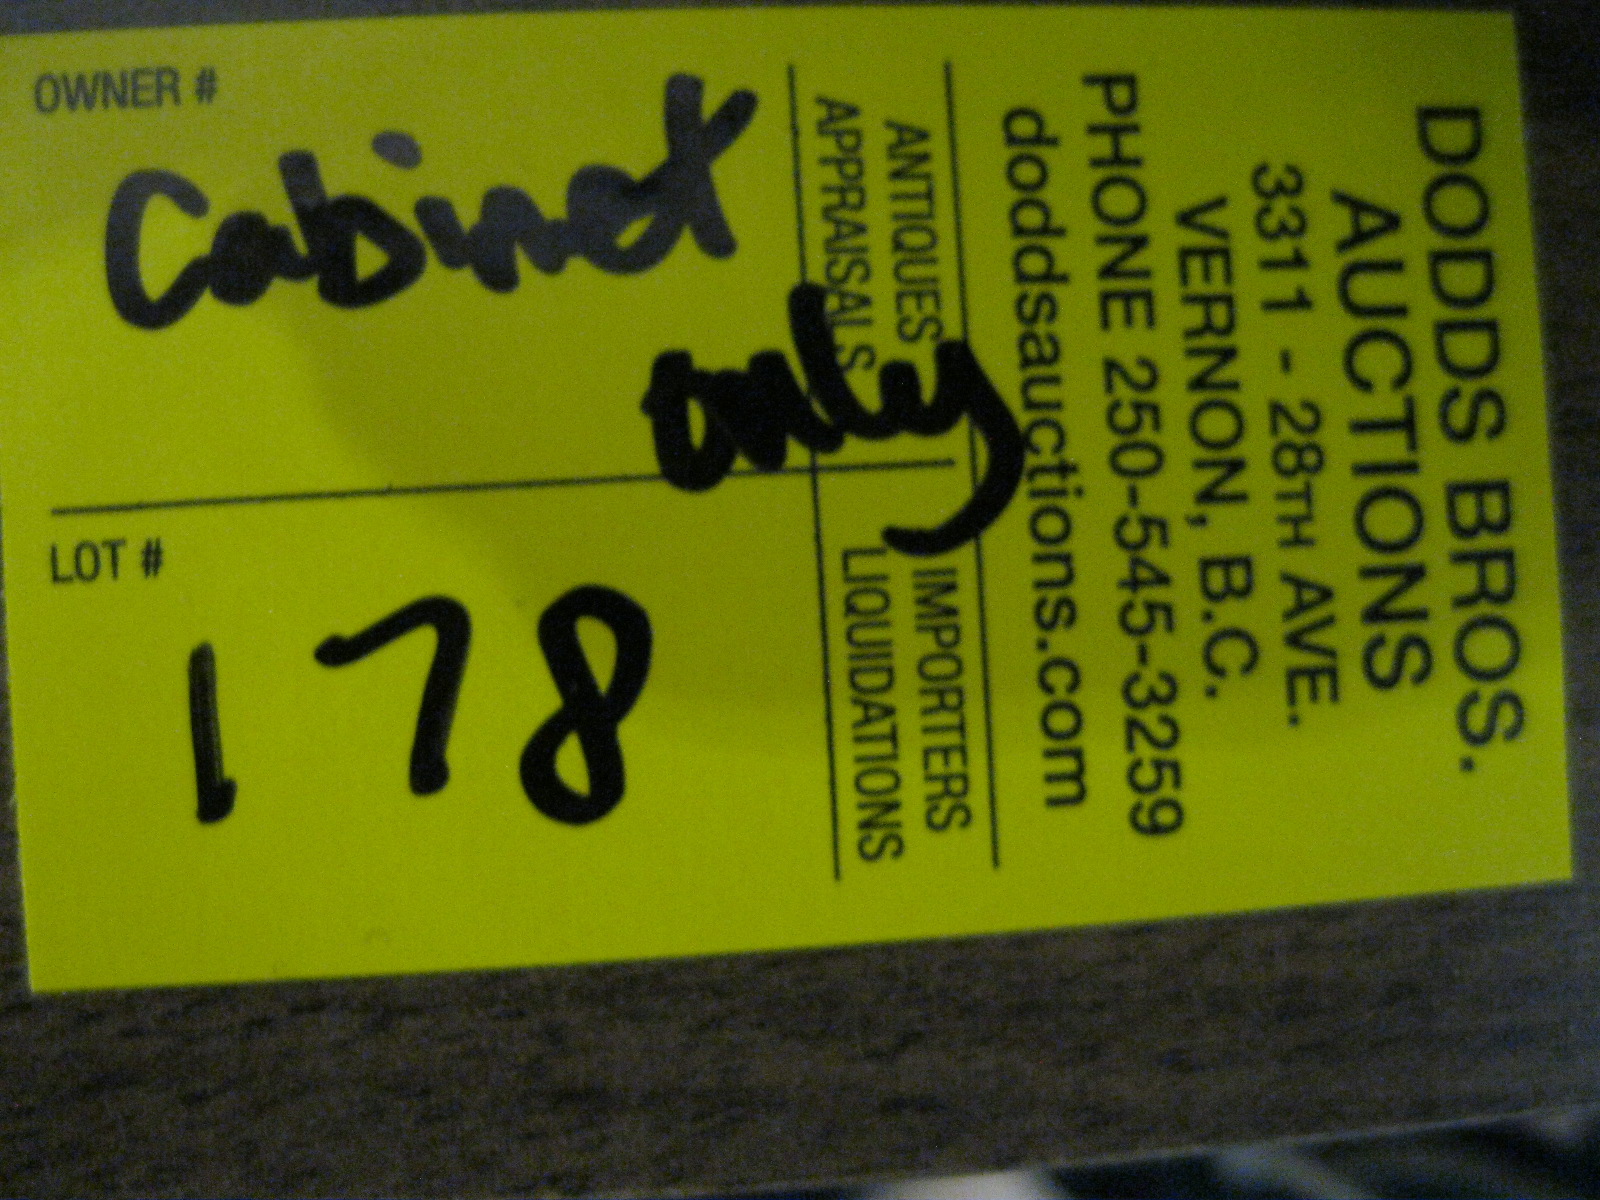 DODDS BROS.
AUCTIONS
3311 - 28TH AVE.
VERNON, B.C.
PHONE 250-545-3259
doddsauctions.com
ANTIQUES IMPORTERS
APPRAISALS LIQUIDATIONS
OWNER #
Cabinet
only
LOT #
178